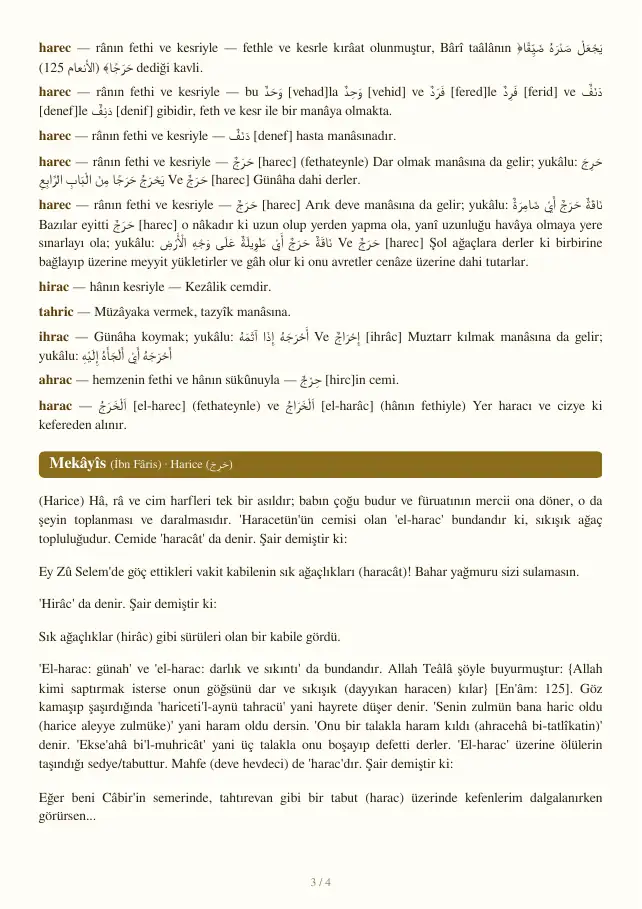 harec — rânın fethi ve kesriyle — fethle ve kesrle kırâat olunmuştur, Bârî taâlânın ﴿يَجْعَلْ صَدْرَهُ ضَيِّقًا
حَرَجًا﴾ (الأنعام 125) dediği kavli.
harec — rânın fethi ve kesriyle — bu وَحَدٌ [vehad]la وَحِدٌ [vehid] ve فَرَدٌ [fered]le فَرِدٌ [ferid] ve دَنَفٌ
[denef]le دَنِفٌ [denif] gibidir, feth ve kesr ile bir manâya olmakta.
harec — rânın fethi ve kesriyle — دَنَفٌ [denef] hasta manâsınadır.
harec — rânın fethi ve kesriyle — حَرَجٌ [harec] (fethateynle) Dar olmak manâsına da gelir; yukâlu: حَرِجَ
يَحْرَجُ حَرَجًا مِنَ الْبَابِ الرَّابِعِ Ve حَرَجٌ [harec] Günâha dahi derler.
harec — rânın fethi ve kesriyle — حَرَجٌ [harec] Arık deve manâsına da gelir; yukâlu: نَاقَةٌ حَرَجٌ أَيْ ضَامِرَةٌ
Bazılar eyitti حَرَجٌ [harec] o nâkadır ki uzun olup yerden yapma ola, yanî uzunluğu havâya olmaya yere
sınarlayı ola; yukâlu: نَاقَةٌ حَرَجٌ أَيْ طَوِيلَةٌ عَلَى وَجْهِ الْأَرْضِ Ve حَرَجٌ [harec] Şol ağaçlara derler ki birbirine
bağlayıp üzerine meyyit yükletirler ve gâh olur ki onu avretler cenâze üzerine dahi tutarlar.
hirac — hânın kesriyle — Kezâlik cemdir.
tahric — Müzâyaka vermek, tazyîk manâsına.
ihrac — Günâha koymak; yukâlu: أَحْرَجَهُ إِذَا آثَمَهُ Ve إِحْرَاجٌ [ihrâc] Muztarr kılmak manâsına da gelir;
yukâlu: أَحْرَجَهُ أَيْ أَلْجَأَهُ إِلَيْهِ
ahrac — hemzenin fethi ve hânın sükûnuyla — حِرْجٌ [hirc]in cemi.
harac — اَلْخَرَجُ [el-harec] (fethateynle) ve اَلْخَرَاجُ [el-harâc] (hânın fethiyle) Yer haracı ve cizye ki
kefereden alınır.
Mekâyîs (İbn Fâris) · Harice (حَرِجَ)
(Harice) Hâ, râ ve cim harfleri tek bir asıldır; babın çoğu budur ve füruatının mercii ona döner, o da
şeyin toplanması ve daralmasıdır. 'Haracetün'ün cemisi olan 'el-harac' bundandır ki, sıkışık ağaç
topluluğudur. Cemide 'haracât' da denir. Şair demiştir ki:
Ey Zû Selem'de göç ettikleri vakit kabilenin sık ağaçlıkları (haracât)! Bahar yağmuru sizi sulamasın.
'Hirâc' da denir. Şair demiştir ki:
Sık ağaçlıklar (hirâc) gibi sürüleri olan bir kabile gördü.
'El-harac: günah' ve 'el-harac: darlık ve sıkıntı' da bundandır. Allah Teâlâ şöyle buyurmuştur: {Allah
kimi saptırmak isterse onun göğsünü dar ve sıkışık (dayyıkan haracen) kılar} [En'âm: 125]. Göz
kamaşıp şaşırdığında 'hariceti'l-aynü tahracü' yani hayrete düşer denir. 'Senin zulmün bana haric oldu
(harice aleyye zulmüke)' yani haram oldu dersin. 'Onu bir talakla haram kıldı (ahracehâ bi-tatlîkatin)'
denir. 'Ekse'ahâ bi'l-muhricât' yani üç talakla onu boşayıp defetti derler. 'El-harac' üzerine ölülerin
taşındığı sedye/tabuttur. Mahfe (deve hevdeci) de 'harac'dır. Şair demiştir ki:
Eğer beni Câbir'in semerinde, tahtırevan gibi bir tabut (harac) üzerinde kefenlerim dalgalanırken
görürsen...
3 / 4